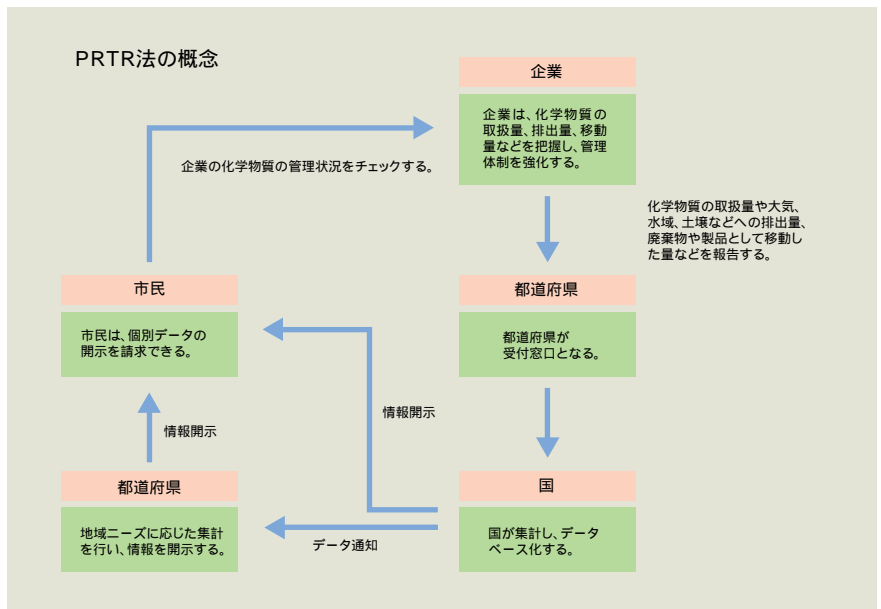 PRTR法の概念
企業
企業は、化学物質の
取扱量、排出量、移動
量などを把握し、管理
体制を強化する。
企業の化学物質の管理状況をチェックする。
化学物質の取扱量や大気、
水域、土壌などへの排出量、
廃棄物や製品として移動し
た量などを報告する。
市民
市民は、個別データの
開示を請求できる。
都道府県
都道府県が
受付窓口となる。
情報開示
情報開示
都道府県
地域ニーズに応じた集計
を行い、情報を開示する。
データ通知
国
国が集計し、データ
ベース化する。